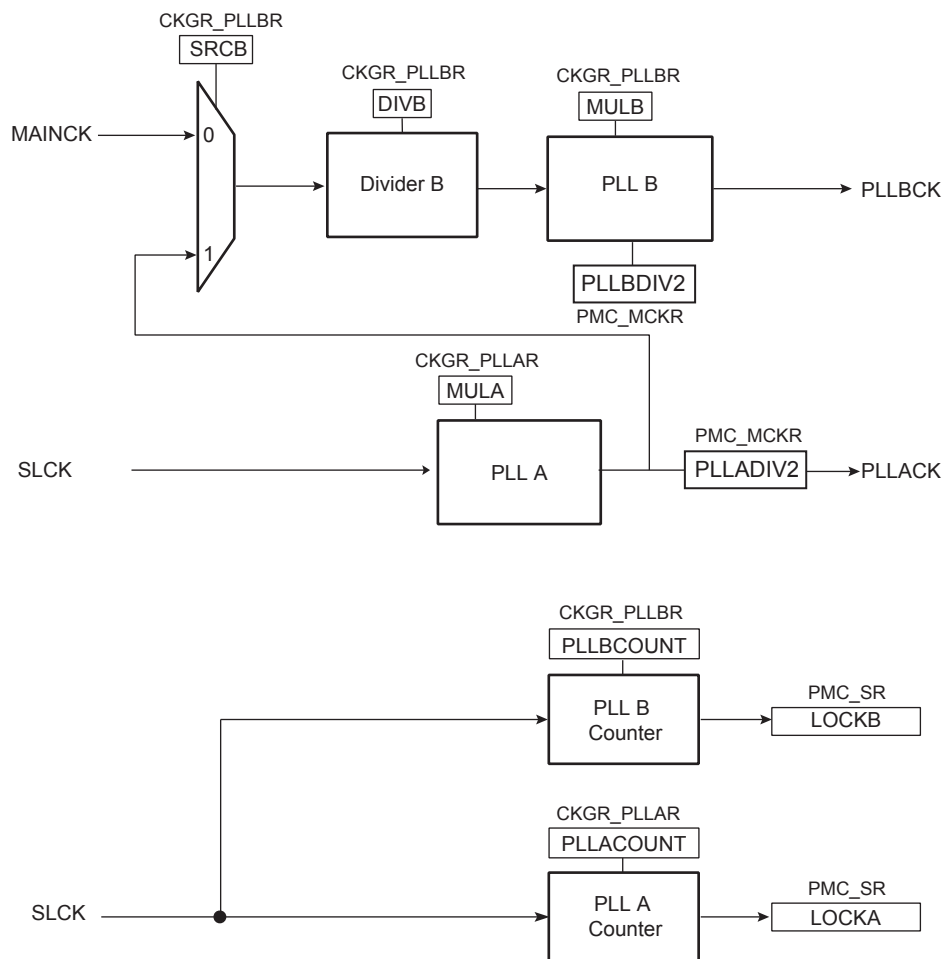 CKGR_PLLBR
SRCB
CKGR_PLLBR
DIVB
CKGR_PLLBR
MULB
MAINCK
0
Divider B
PLL B
PLLBCK
1
PLLBDIV2
PMC_MCKR
CKGR_PLLAR
MULA
PMC_MCKR
SLCK
PLL A
PLLADIV2
PLLACK
CKGR_PLLBR
PLLBCOUNT
PLL B
Counter
PMC_SR
LOCKB
CKGR_PLLAR
PLLACOUNT
SLCK
PLL A
Counter
PMC_SR
LOCKA